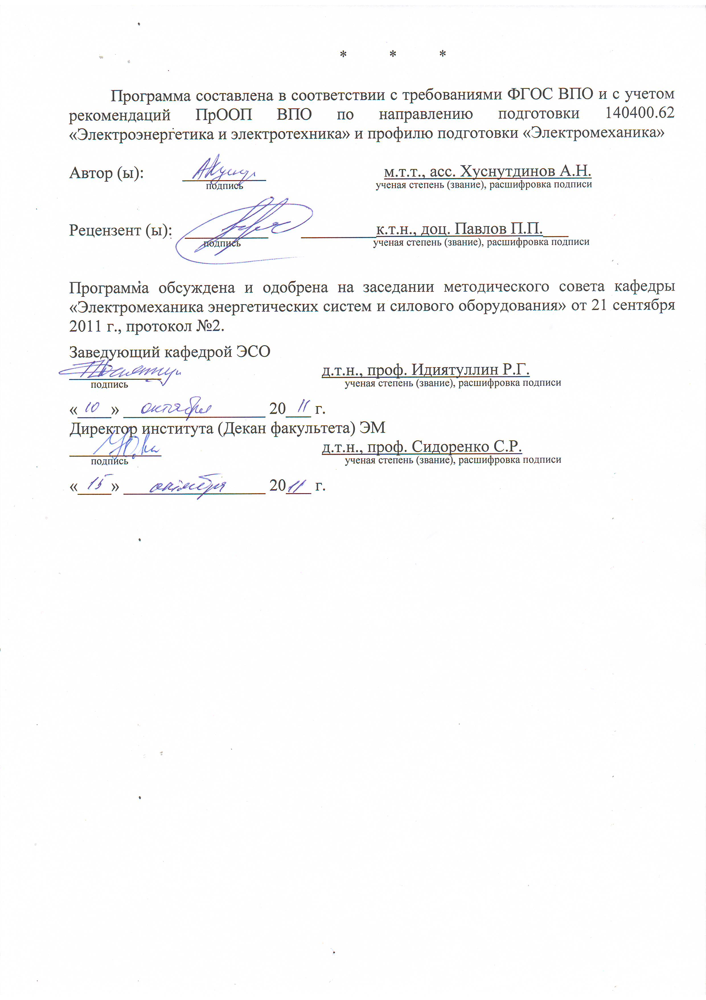 * * *
Программа составлена в соответствии с требованиями ФГОС ВПО и с учетом
рекомендаций ПрООП ВПО по направлению подготовки 140400.62
«Электроэнергетика и электротехника» и профилю подготовки «Электромеханика»
Автор (ы): м.т.т., асс. Хуснутдинов А.Н.
подпись ученая степень (звание), расшифровка подписи
Рецензент (ы): к.т.н., доц. Павлов П.П.
подпись ученая степень (звание), расшифровка подписи
Программа обсуждена и одобрена на заседании методического совета кафедры
«Электромеханика энергетических систем и силового оборудования» от 21 сентября
2011 г., протокол №2.
Заведующий кафедрой ЭСО
д.т.н., проф. Идиятуллин Р.Г.
подпись ученая степень (звание), расшифровка подписи
«10» октября 2011 г.
Директор института (Декан факультета) ЭМ
д.т.н., проф. Сидоренко С.Р.
подпись ученая степень (звание), расшифровка подписи
«15» октября 2011 г.